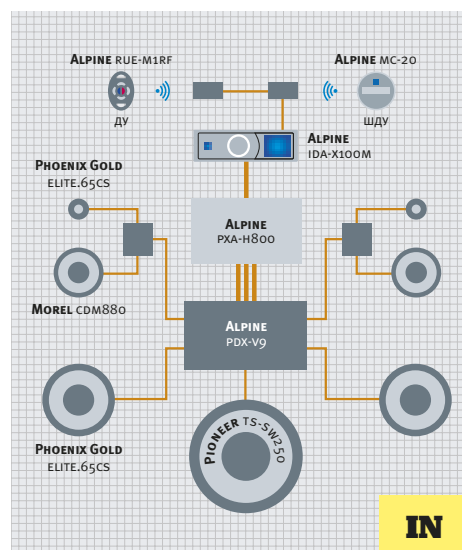 Alpine RUE-M1RF
Alpine MC-20
ДУ
ШДУ
Alpine
IDA-X100M
Phoenix Gold
ELITE.65CS
Alpine
PXA-H800
Morel CDM880
Alpine
PDX-V9
Pioneer TS-SW250
Phoenix Gold
ELITE.65CS
IN